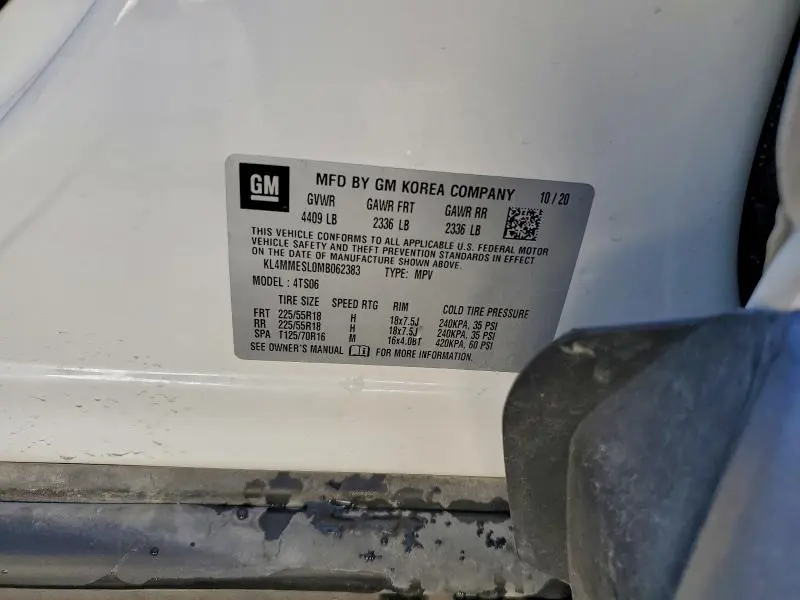 GM MFD BY GM KOREA COMPANY 10 / 20
GVWR GAWR FRT GAWR RR
4409 LB 2336 LB 2336 LB
THIS VEHICLE CONFORMS TO ALL APPLICABLE U.S. FEDERAL MOTOR
VEHICLE SAFETY AND THEFT PREVENTION STANDARDS IN EFFECT
ON THE DATE OF MANUFACTURE SHOWN ABOVE.
KL4MMESL0MB062383 TYPE: MPV
MODEL : 4TS06
TIRE SIZE SPEED RTG RIM COLD TIRE PRESSURE
FRT 225/55R18 H 18x7.5J 240KPA, 35 PSI
RR 225/55R18 H 18x7.5J 240KPA, 35 PSI
SPA T125/70R16 M 16x4.0BT 420KPA, 60 PSI
SEE OWNER'S MANUAL FOR MORE INFORMATION.